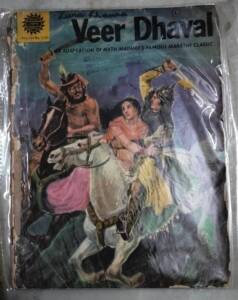 Veer Dhaval
AN ADAPTATION OF NATH MADHAV'S FAMOUS MARATHI CLASSIC